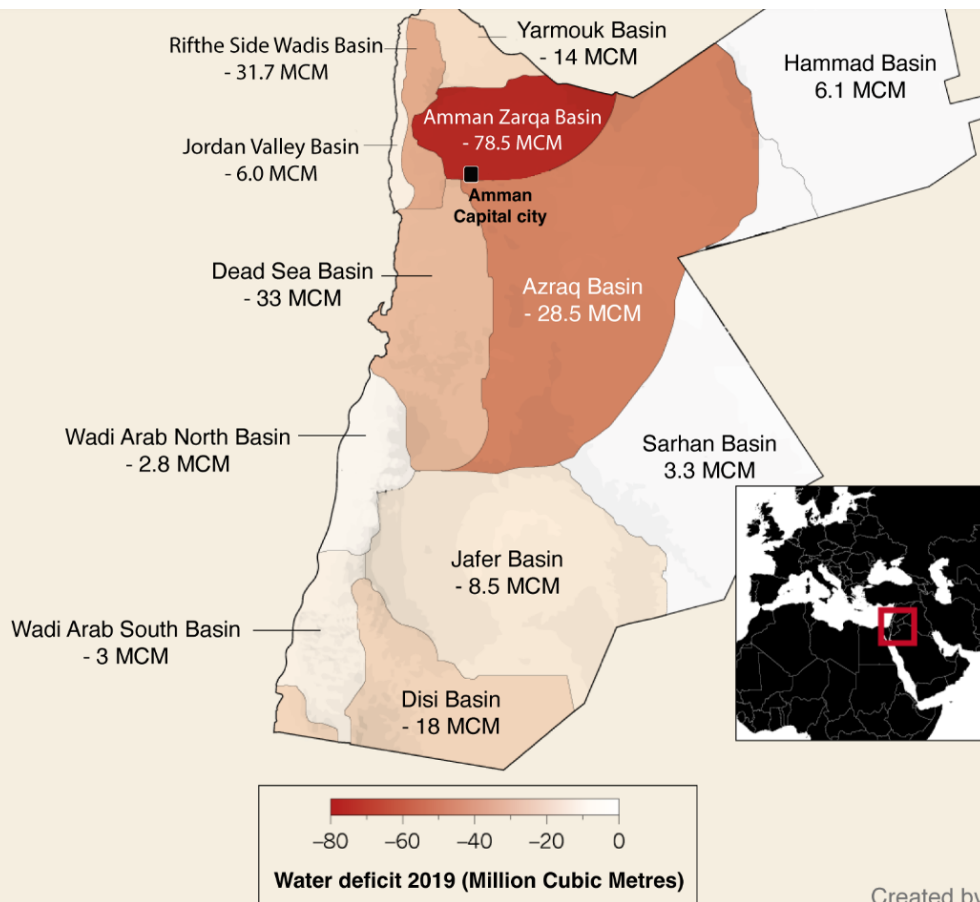 Rifthe Side Wadis Basin
- 31.7 MCM
Yarmouk Basin
- 14 MCM
Hammad Basin
6.1 MCM
Amman Zarqa Basin
- 78.5 MCM
Jordan Valley Basin
- 6.0 MCM
Amman
Capital city
Dead Sea Basin
- 33 MCM
Azraq Basin
- 28.5 MCM
Wadi Arab North Basin
- 2.8 MCM
Sarhan Basin
3.3 MCM
Jafer Basin
- 8.5 MCM
Wadi Arab South Basin
- 3 MCM
Disi Basin
- 18 MCM
−80 −60 −40 −20 0
Water deficit 2019 (Million Cubic Metres)
Created by